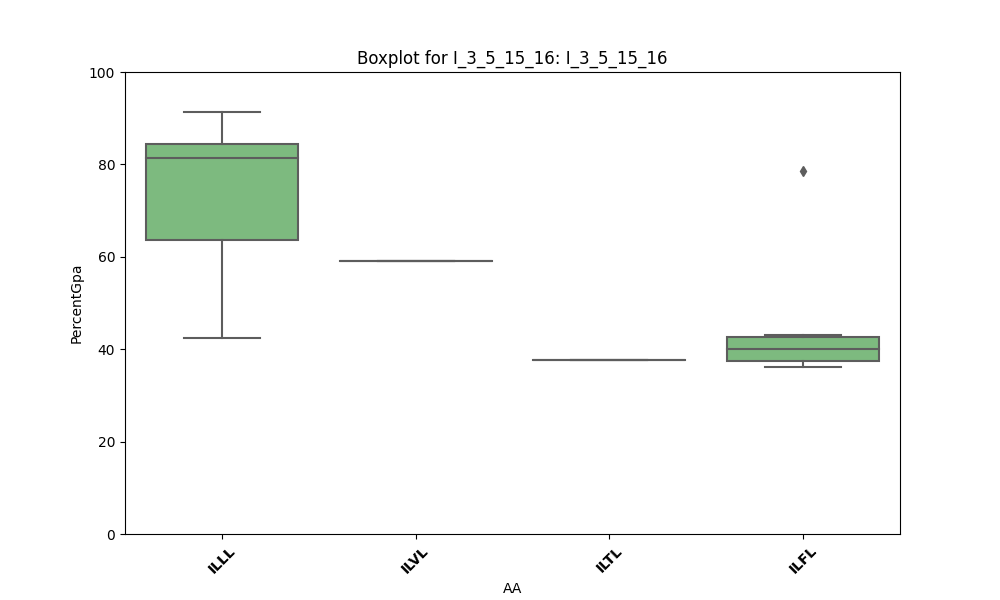 Boxplot for I_3_5_15_16: I_3_5_15_16
100
80
60
40
20
0
PercentGpa
ILLL
ILVL
ILTL
ILFL
AA